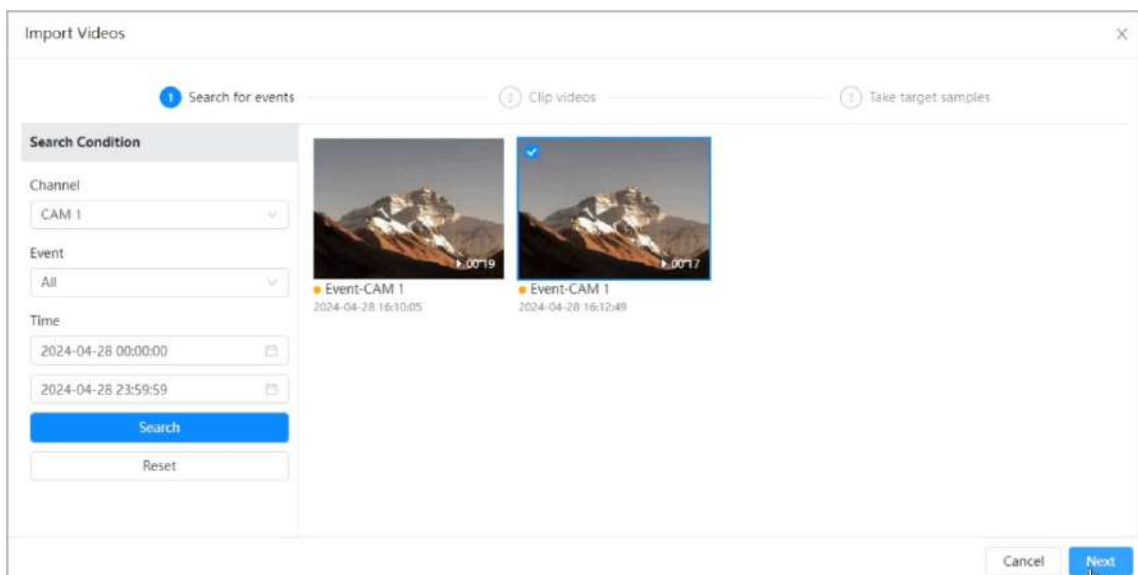 Import Videos
1 Search for events
2 Clip videos
3 Take target samples
Search Condition
Channel
CAM 1
Event
All
Time
2024-04-28 00:00:00
2024-04-28 23:59:59
Search
Reset
00:19
Event-CAM 1
2024-04-28 16:10:05
00:17
Event-CAM 1
2024-04-28 16:12:49
Cancel
Next